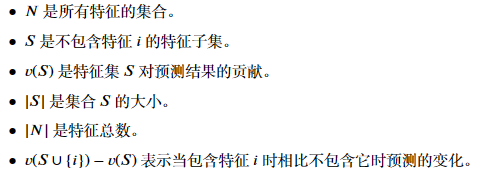 • N 是所有特征的集合。
• S 是不包含特征 i 的特征子集。
• v(S) 是特征集 S 对预测结果的贡献。
• |S| 是集合 S 的大小。
• |N| 是特征总数。
• v(S ∪ {i}) − v(S) 表示当包含特征 i 时相比不包含它时预测的变化。